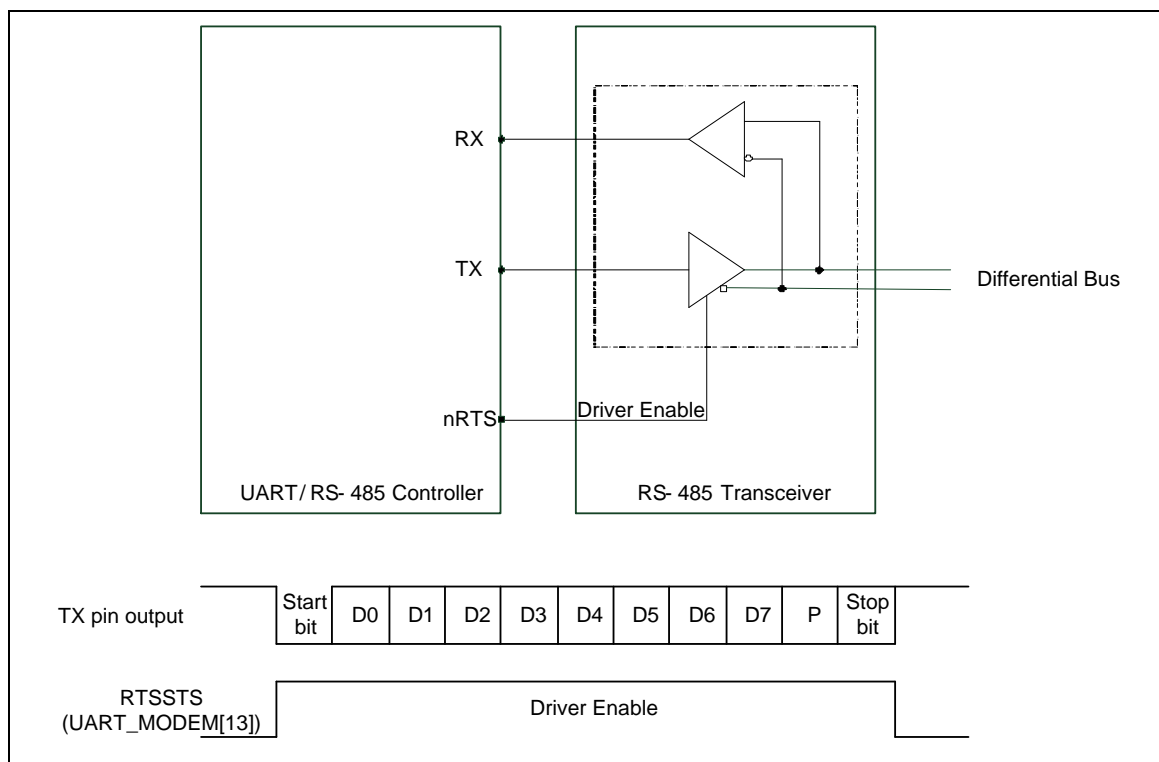 RX
TX
Differential Bus
nRTS
Driver Enable
UART/ RS- 485 Controller
RS- 485 Transceiver
TX pin output
Start bit
D0
D1
D2
D3
D4
D5
D6
D7
P
Stop bit
RTSSTS
(UART_MODEM[13])
Driver Enable